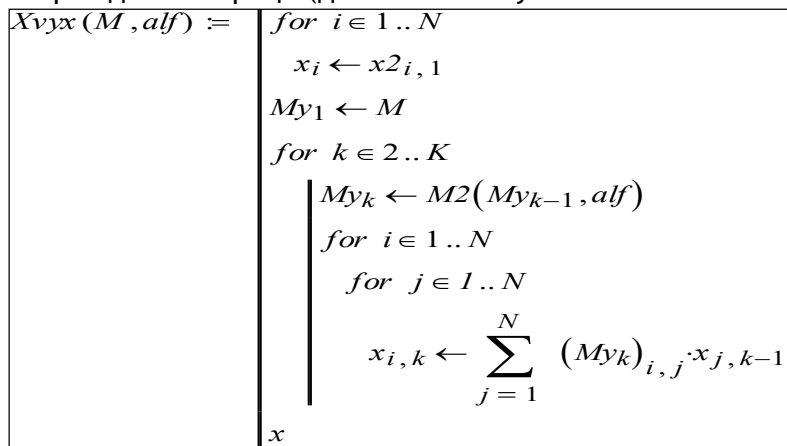 Xvyx(M,alf) := for i ∈ 1 .. N
x_i ← x2_{i,1}
My_1 ← M
for k ∈ 2 .. K
My_k ← M2(My_{k−1},alf)
for i ∈ 1 .. N
for j ∈ 1 .. N
x_{i,k} ← \sum_{j = 1}^{N} (My_k)_{i,j}·x_{j,k−1}
x